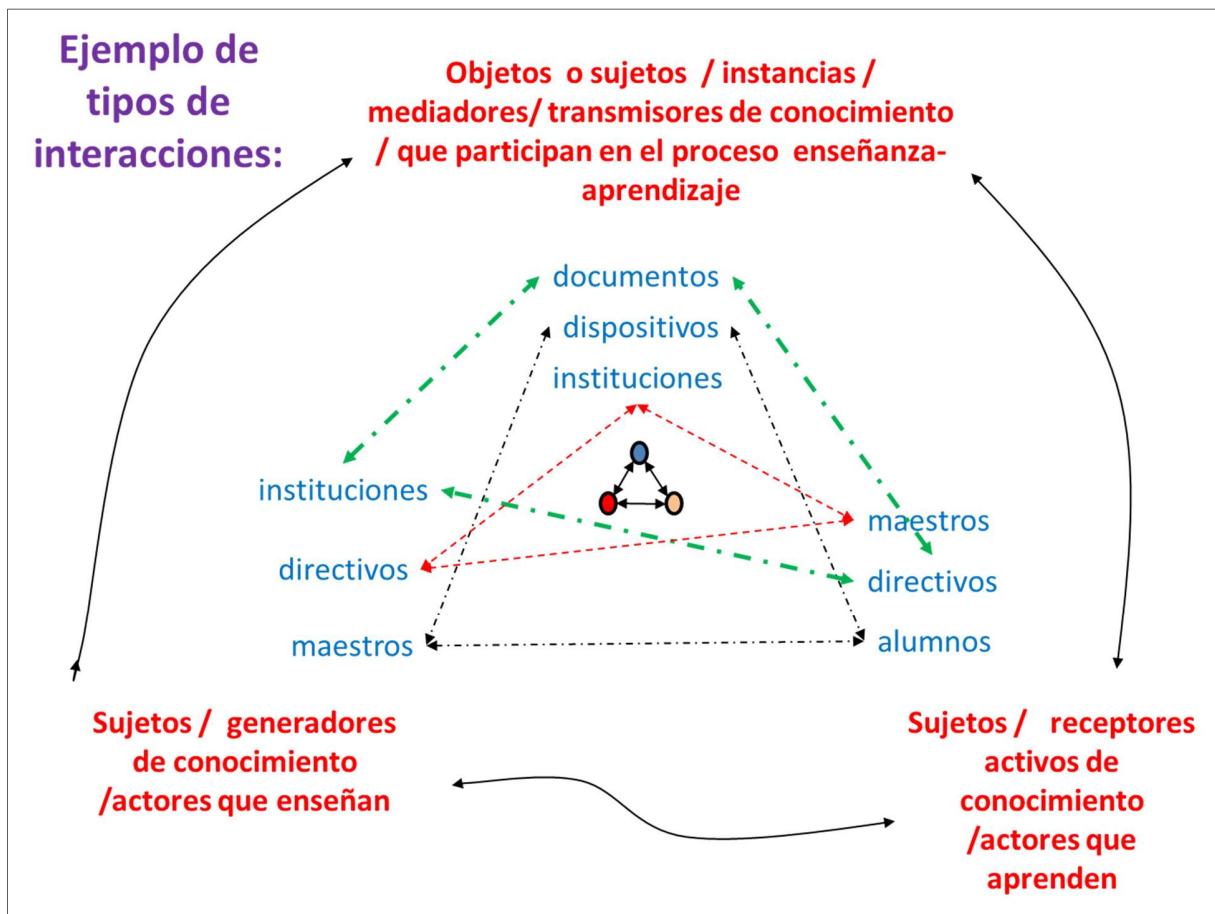 Ejemplo de
tipos de
interacciones:
Objetos o sujetos / instancias /
mediadores/ transmisores de conocimiento
/ que participan en el proceso enseñanza-
aprendizaje
documentos
dispositivos
instituciones
instituciones
directivos
maestros
maestros
directivos
alumnos
Sujetos / generadores
de conocimiento
/actores que enseñan
Sujetos / receptores
activos de
conocimiento
/actores que
aprenden